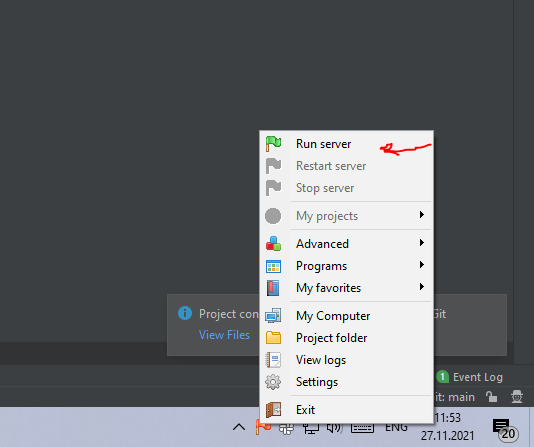 Run server
Restart server
Stop server
My projects
Advanced
Programs
My favorites
Project con
Git
View Files
My Computer
Project folder
View logs
Settings
1 Event Log
it: main
Exit
ENG
11:53
27.11.2021
20